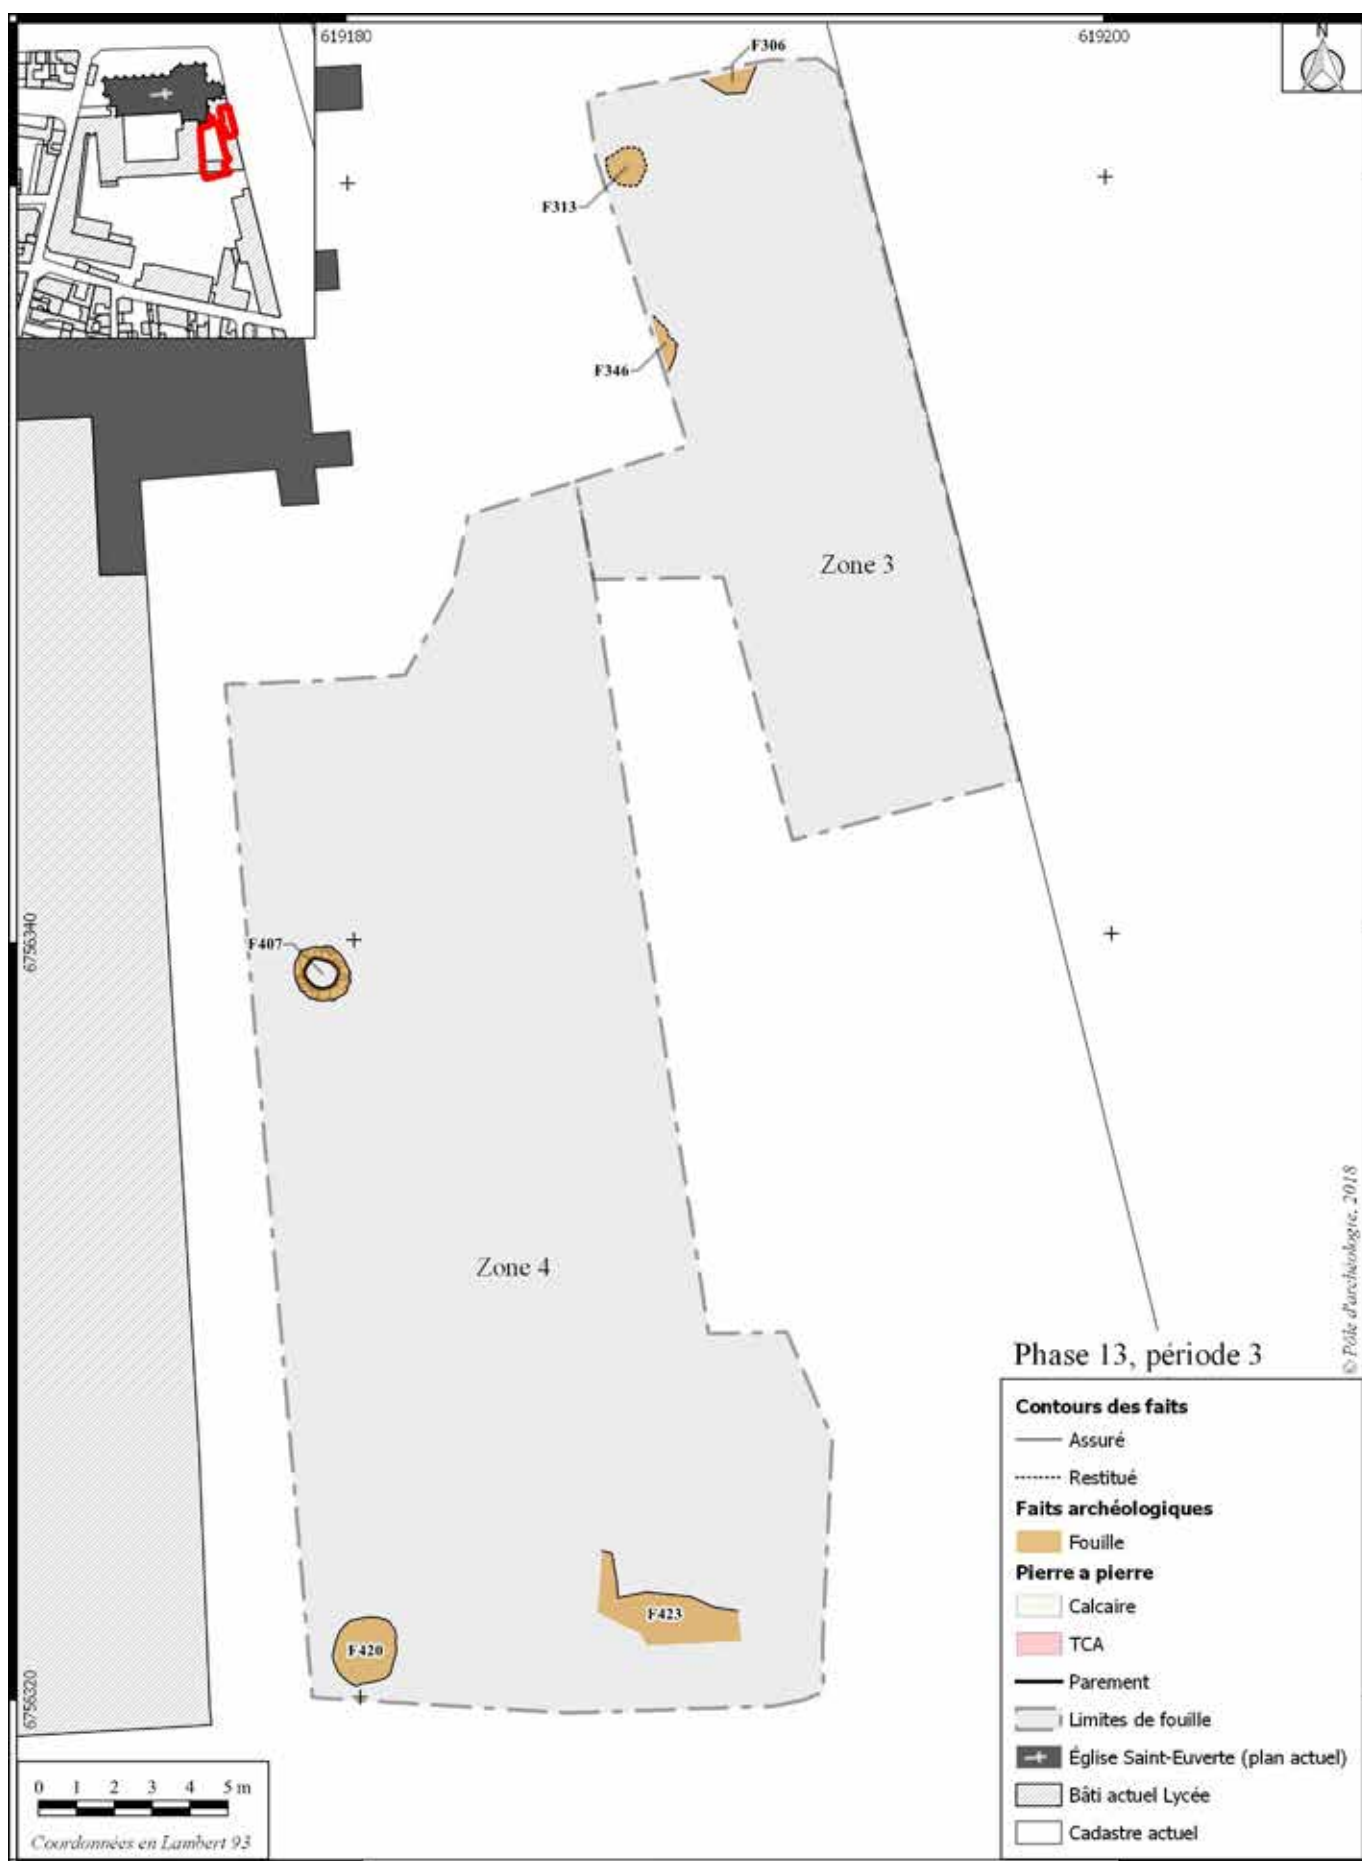 619180
619200
N
F306
F313
F346
Zone 3
6756340
F407
Zone 4
© Pôle d'archéologie, 2018
F423
F420
6756320
Phase 13, période 3
Contours des faits
Assuré
Restitué
Faits archéologiques
Fouille
Pierre a pierre
Calcaire
TCA
Parement
Limites de fouille
Église Saint-Euverte (plan actuel)
Bâti actuel Lycée
Cadastre actuel
0 1 2 3 4 5 m
Coordonnées en Lambert 93